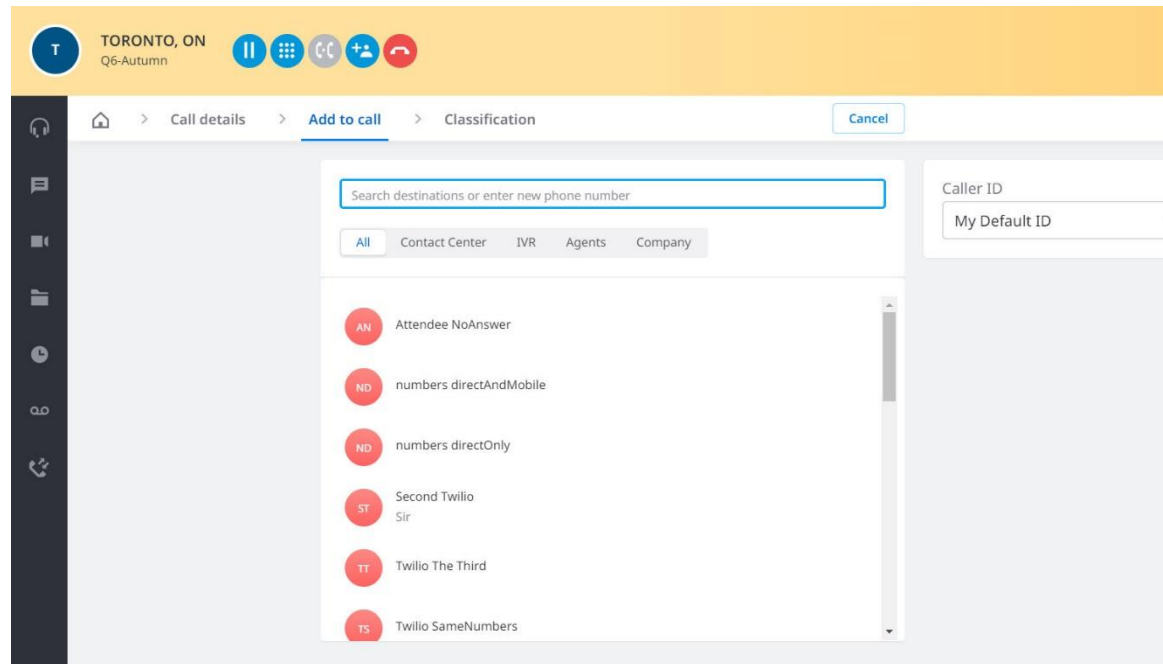 T
TORONTO, ON
Q6-Autumn
Call details > Add to call > Classification
Cancel
Search destinations or enter new phone number
All Contact Center IVR Agents Company
Caller ID
My Default ID
AN Attendee NoAnswer
ND numbers directAndMobile
ND numbers directOnly
ST Second Twilio
Sir
TT Twilio The Third
TS Twilio SameNumbers